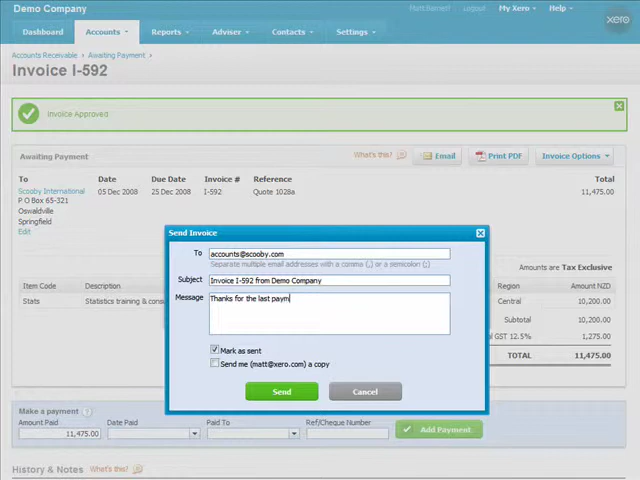 Demo Company
Matt Barnett Logout My Xero Help
xero
Dashboard Accounts Reports Adviser Contacts Settings
Accounts Receivable › Awaiting Payment ›
Invoice I-592
Invoice Approved
Awaiting Payment What's this? Email Print PDF Invoice Options
To Date Due Date Invoice # Reference Total
Scooby International 05 Dec 2008 25 Dec 2008 I-592 Quote 1028a 11,475.00
P O Box 65-321
Oswaldville
Springfield
Edit
Send Invoice
To accounts@scooby.com
Separate multiple email addresses with a comma (,) or a semicolon (;)
Subject Invoice I-592 from Demo Company
Message Thanks for the last paym
Mark as sent
Send me (matt@xero.com) a copy
Send Cancel
Amounts are Tax Exclusive
Item Code Description Region Amount NZD
Stats Statistics training & cons Central 10,200.00
Subtotal 10,200.00
GST 12.5% 1,275.00
TOTAL 11,475.00
Make a payment ?
Amount Paid Date Paid Paid To Ref/Cheque Number
11,475.00 Add Payment
History & Notes What's this?